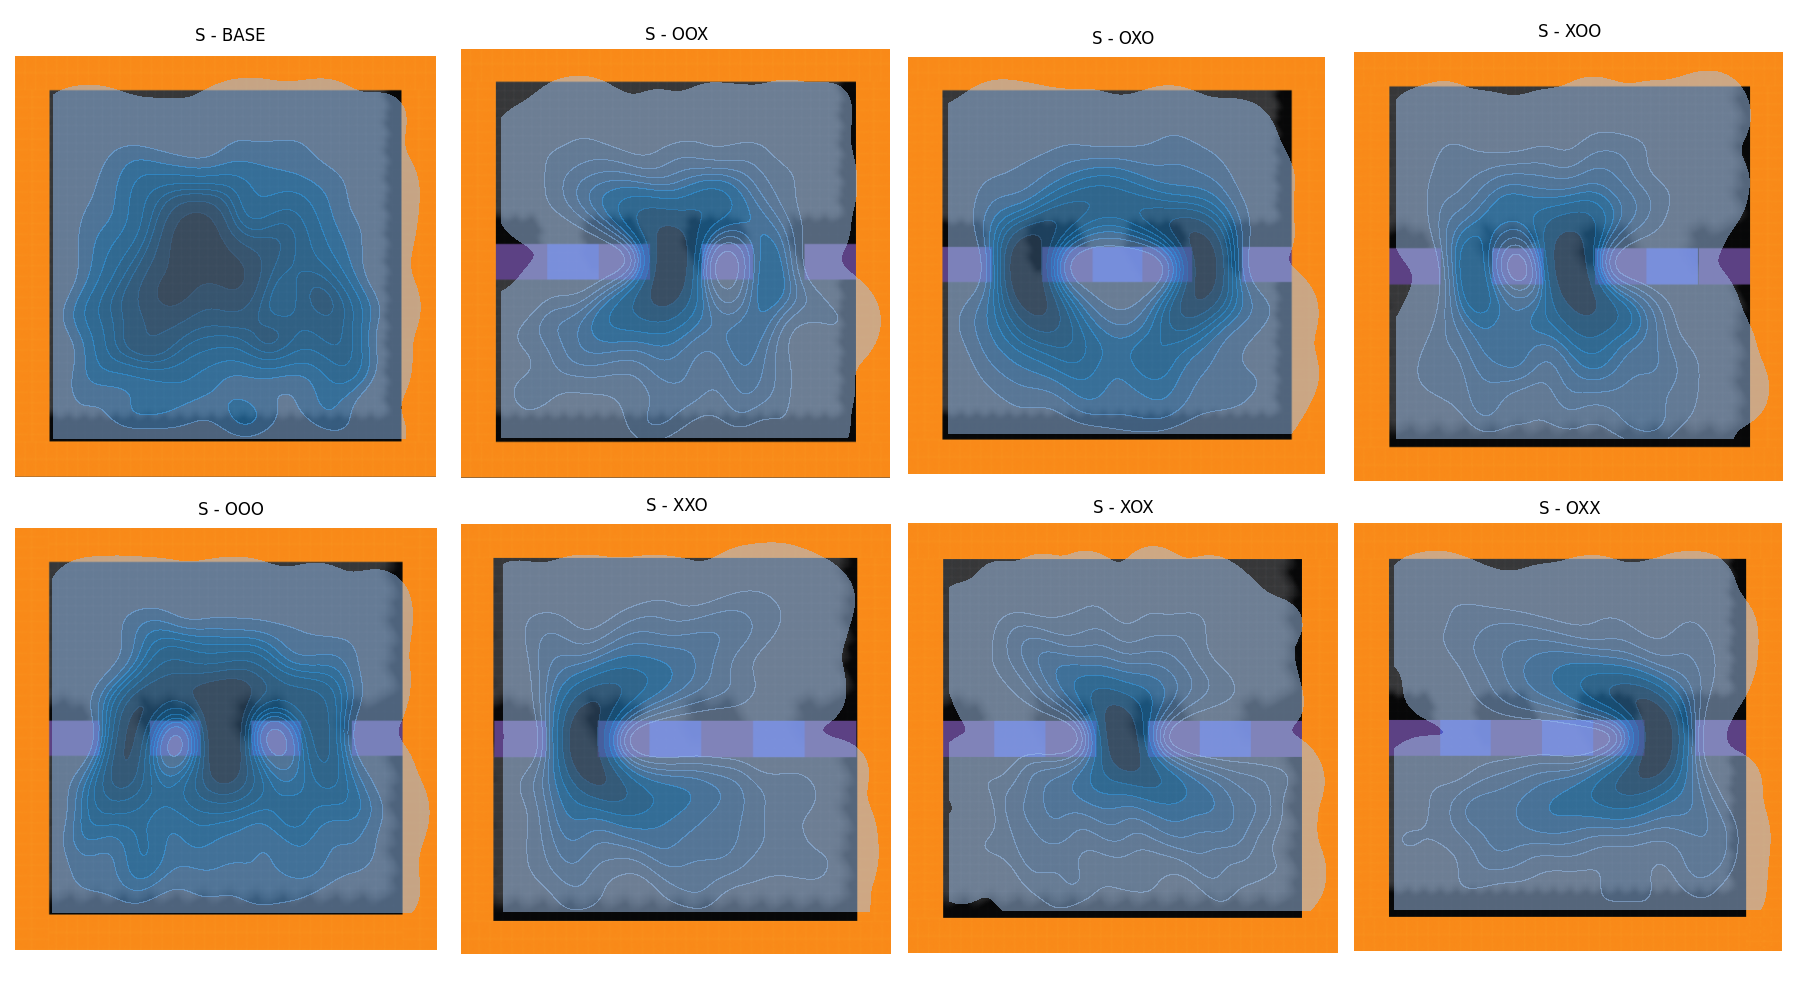 S - BASE
S - OOX
S - OXO
S - XOO
S - OOO
S - XXO
S - XOX
S - OXX